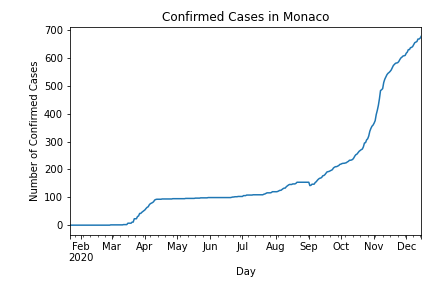 Confirmed Cases in Monaco
Number of Confirmed Cases
700
600
500
400
300
200
100
0
Feb Mar Apr May Jun Jul Aug Sep Oct Nov Dec
2020
Day